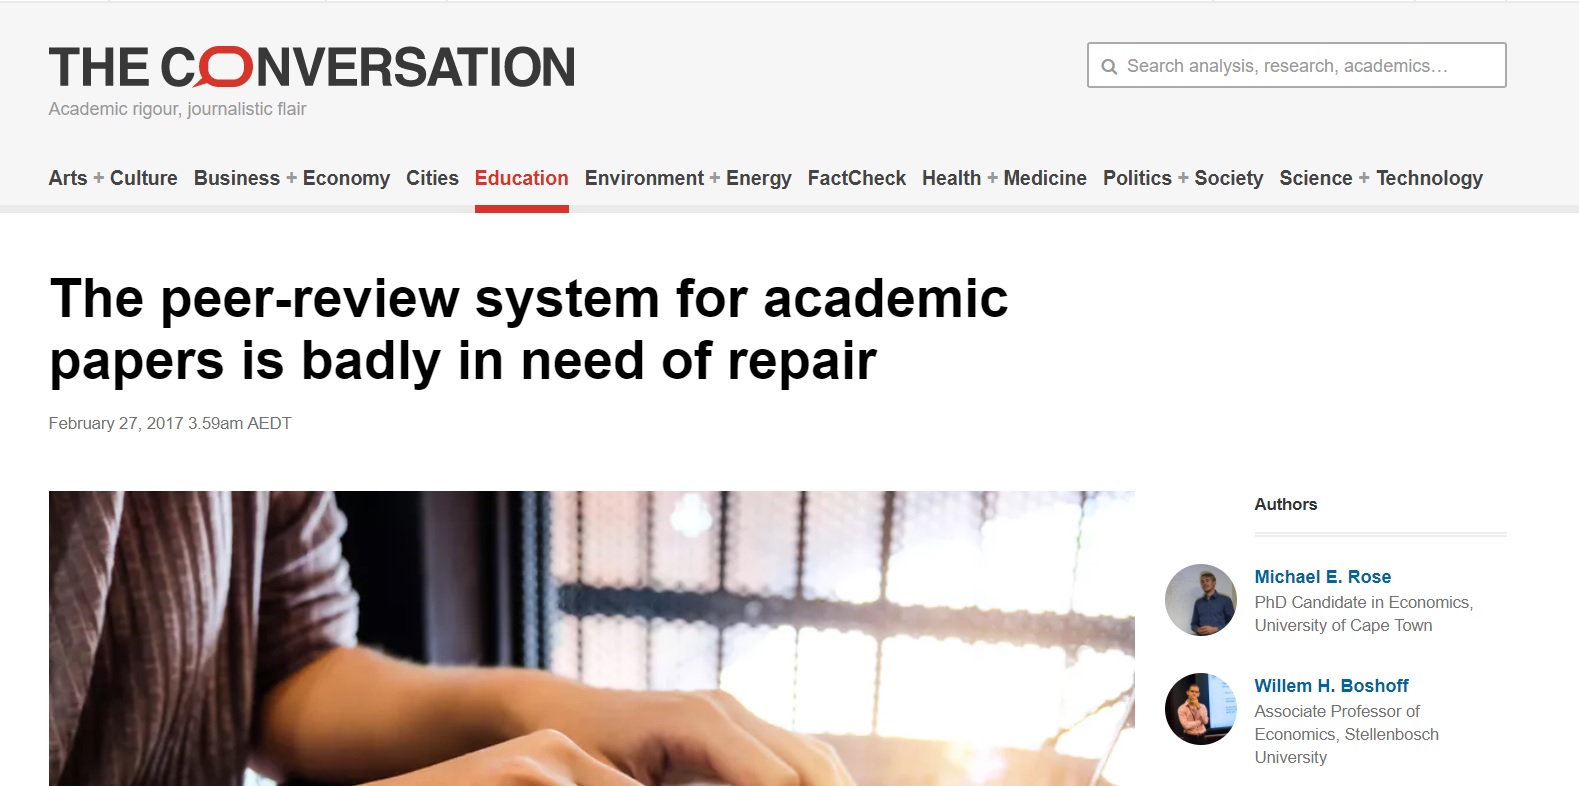 THE CONVERSATION
Academic rigour, journalistic flair
Search analysis, research, academics…
Arts + Culture Business + Economy Cities Education Environment + Energy FactCheck Health + Medicine Politics + Society Science + Technology
The peer-review system for academic
papers is badly in need of repair
February 27, 2017 3.59am AEDT
Authors
Michael E. Rose
PhD Candidate in Economics,
University of Cape Town
Willem H. Boshoff
Associate Professor of
Economics, Stellenbosch
University